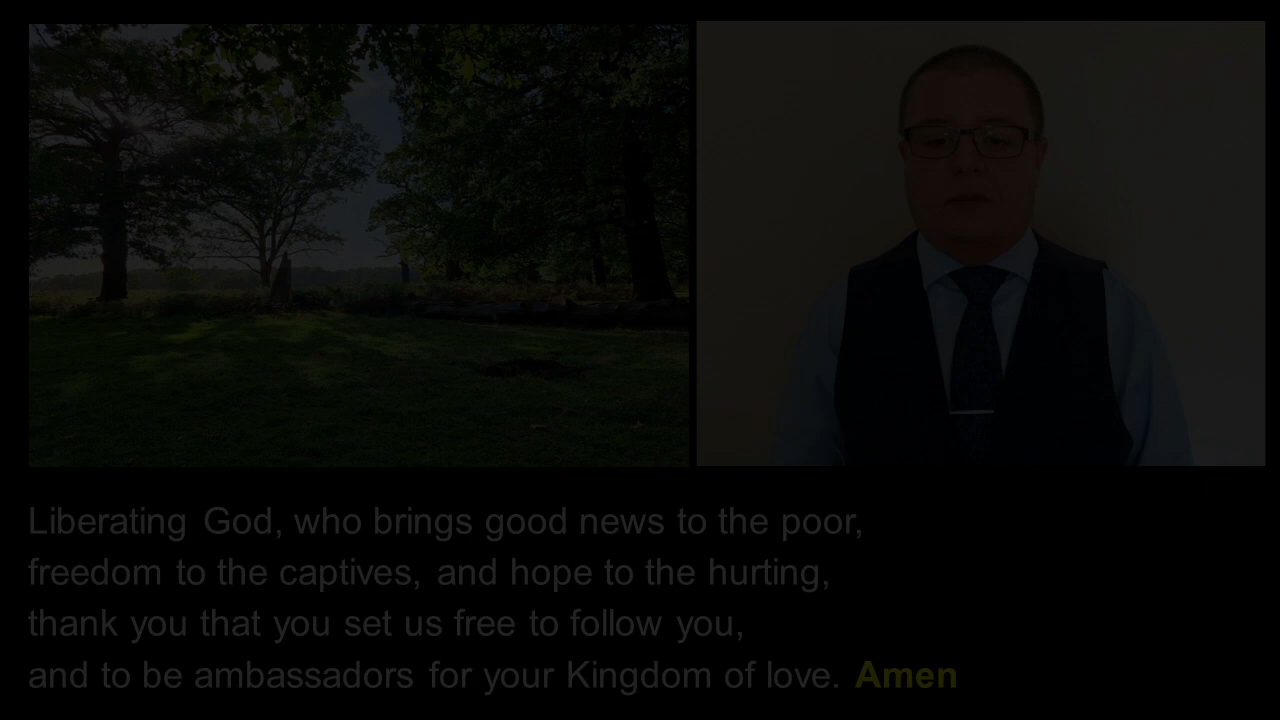 Liberating God, who brings good news to the poor,
freedom to the captives, and hope to the hurting,
thank you that you set us free to follow you,
and to be ambassadors for your Kingdom of love. Amen